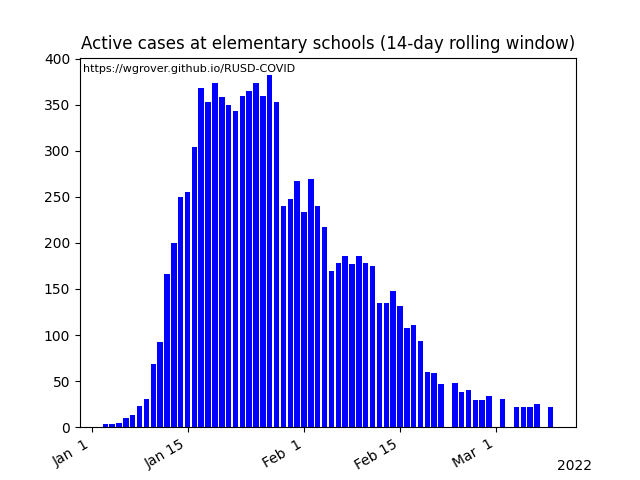 Active cases at elementary schools (14-day rolling window)
https://wgrover.github.io/RUSD-COVID
400
350
300
250
200
150
100
50
0
Jan 1
Jan 15
Feb 1
Feb 15
Mar 1
2022